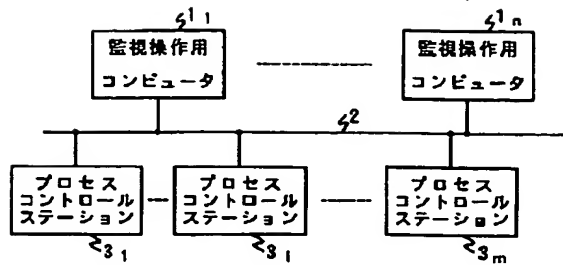 1₁
1n
監視操作用
コンピュータ
監視操作用
コンピュータ
2
プロセス
コントロール
ステーション
プロセス
コントロール
ステーション
プロセス
コントロール
ステーション
3₁
3i
3m